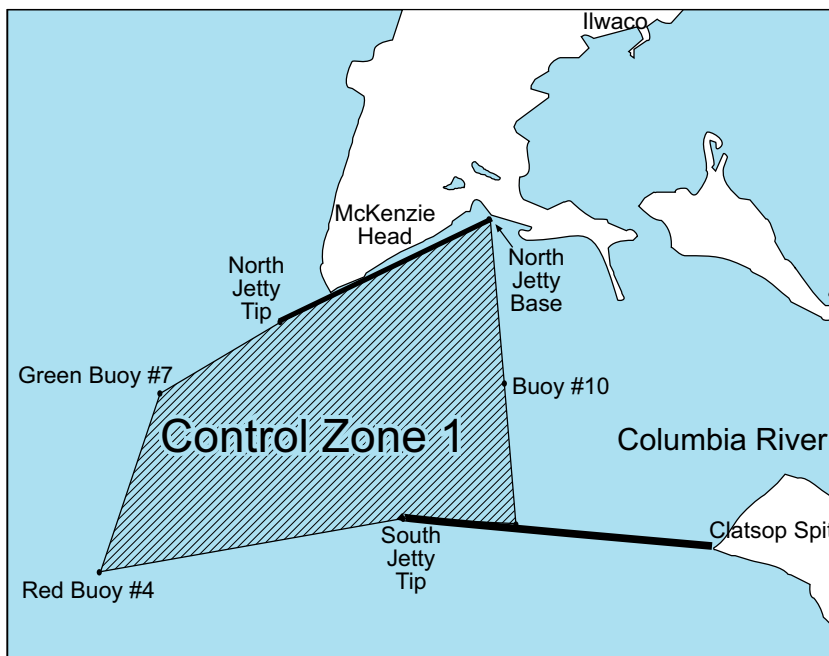 Ilwaco
McKenzie
Head
North
Jetty
Tip
North
Jetty
Base
Green Buoy #7
Buoy #10
Control Zone 1
Columbia River
South
Jetty
Tip
Clatsop Spit
Red Buoy #4